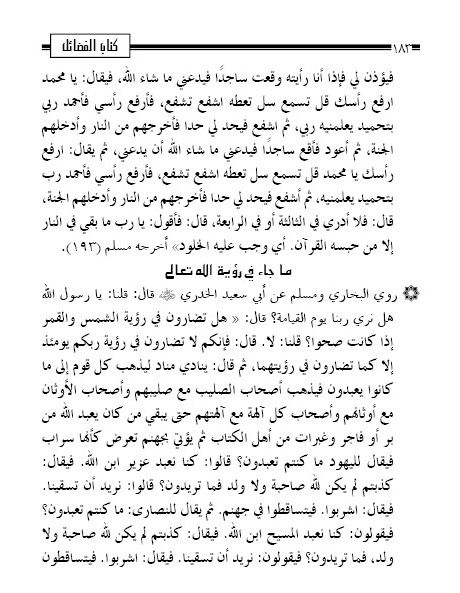 كتاب الفضائل
١٨٣
فيؤذن لي فإذا أنا رأيته وقعت ساجدًا فيدعني ما شاء الله، فيقال: يا محمد
ارفع رأسك قل تسمع سل تعطه اشفع تشفع، فأرفع رأسي فأحمد ربي
بتحميد يعلمنيه ربي، ثم اشفع فيحد لي حدا فأخرجهم من النار وأدخلهم
الجنة، ثم أعود فأقع ساجدًا فيدعني ما شاء الله أن يدعني، ثم يقال: ارفع
رأسك يا محمد قل تسمع سل تعطه اشفع تشفع، فأرفع رأسي فأحمد رب
بتحميد يعلمنيه، ثم أشفع فيحد لي حدا فأخرجهم من النار وأدخلهم الجنة،
قال: فلا أدري في الثالثة أو في الرابعة، قال: فأقول: يا رب ما بقي في النار
إلا من حبسه القرآن. أي وجب عليه الخلود» أخرجه مسلم (١٩٣).
ما جاء في رؤية الله تعالى
روي البخاري ومسلم عن أبي سعيد الخدري ﷺ قال: قلنا: يا رسول الله
هل نري ربنا يوم القيامة؟ قال: « هل تضارون في رؤية الشمس والقمر
إذا كانت صحوا؟ قلنا: لا. قال: فإنكم لا تضارون في رؤية ربكم يومئذ
إلا كما تضارون في رؤيتهما، ثم قال: ينادي مناد ليذهب كل قوم إلى ما
كانوا يعبدون فيذهب أصحاب الصليب مع صليبهم وأصحاب الأوثان
مع أوثانهم وأصحاب كل آلهة مع آلهتهم حتى يبقي من كان يعبد الله من
بر أو فاجر وغبرات من أهل الكتاب ثم يؤتيّ بجهنم تعرض كأنها سراب
فيقال لليهود ما كنتم تعبدون؟ قالوا: كنا نعبد عزير ابن الله. فيقال:
كذبتم لم يكن لله صاحبة ولا ولد فما تريدون؟ قالوا: نريد أن تسقينا.
فيقال: اشربوا. فيتساقطوا في جهنم. ثم يقال للنصارى: ما كنتم تعبدون؟
فيقولون: كنا نعبد المسيح ابن الله. فيقال: كذبتم لم يكن لله صاحبة ولا
ولد، فما تريدون؟ فيقولون: نريد أن تسقينا. فيقال: اشربوا. فيتساقطون